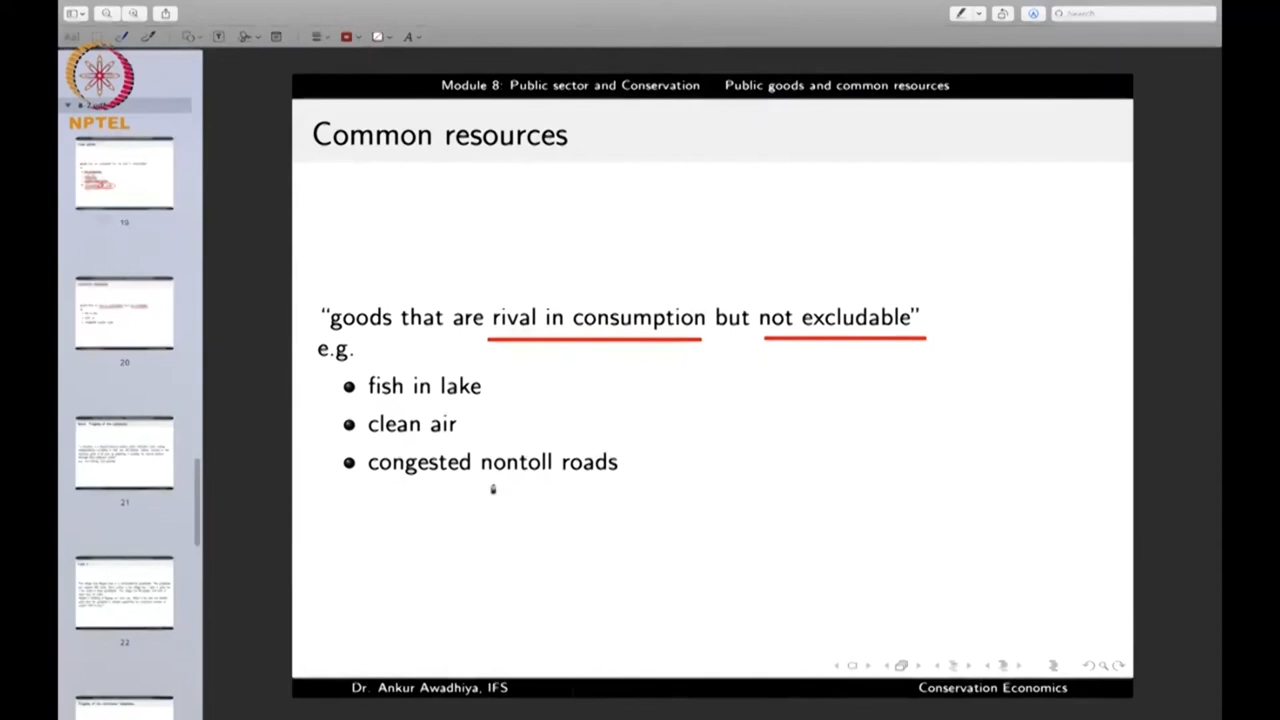 Search
NPTEL
Module 8: Public sector and Conservation Public goods and common resources
Common resources
“goods that are rival in consumption but not excludable”
e.g.
fish in lake
clean air
congested nontoll roads
19
20
21
22
Dr. Ankur Awadhiya, IFS Conservation Economics